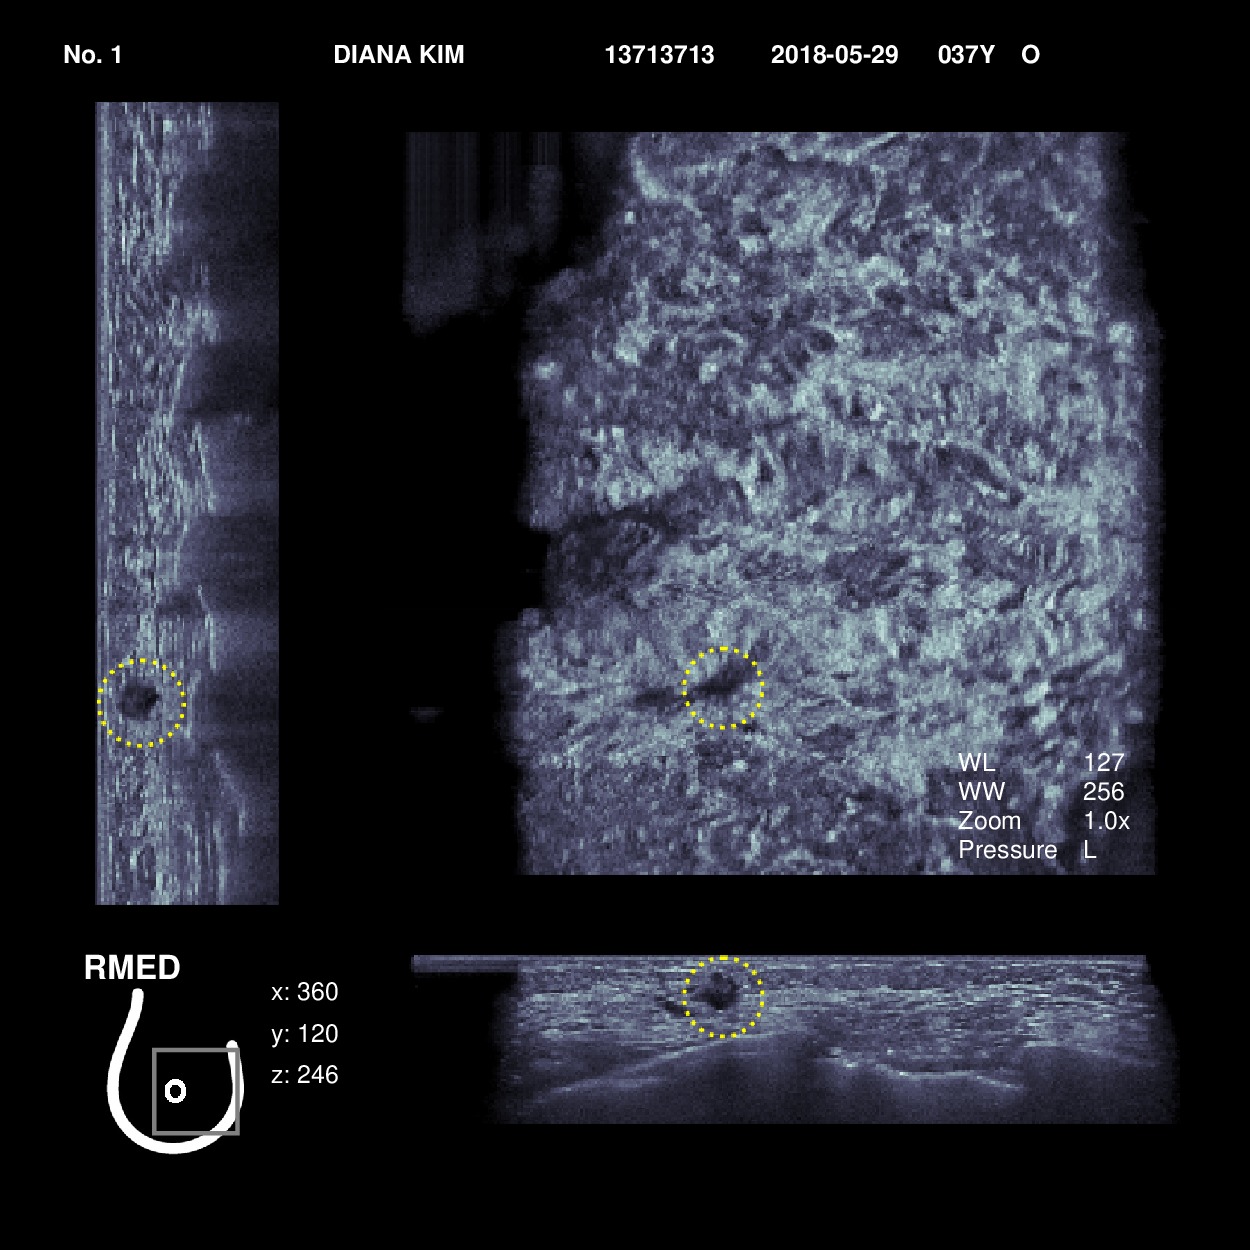 No. 1 DIANA KIM 13713713 2018-05-29 037Y O
WL 127
WW 256
Zoom 1.0x
Pressure L
RMED
x: 360
y: 120
z: 246